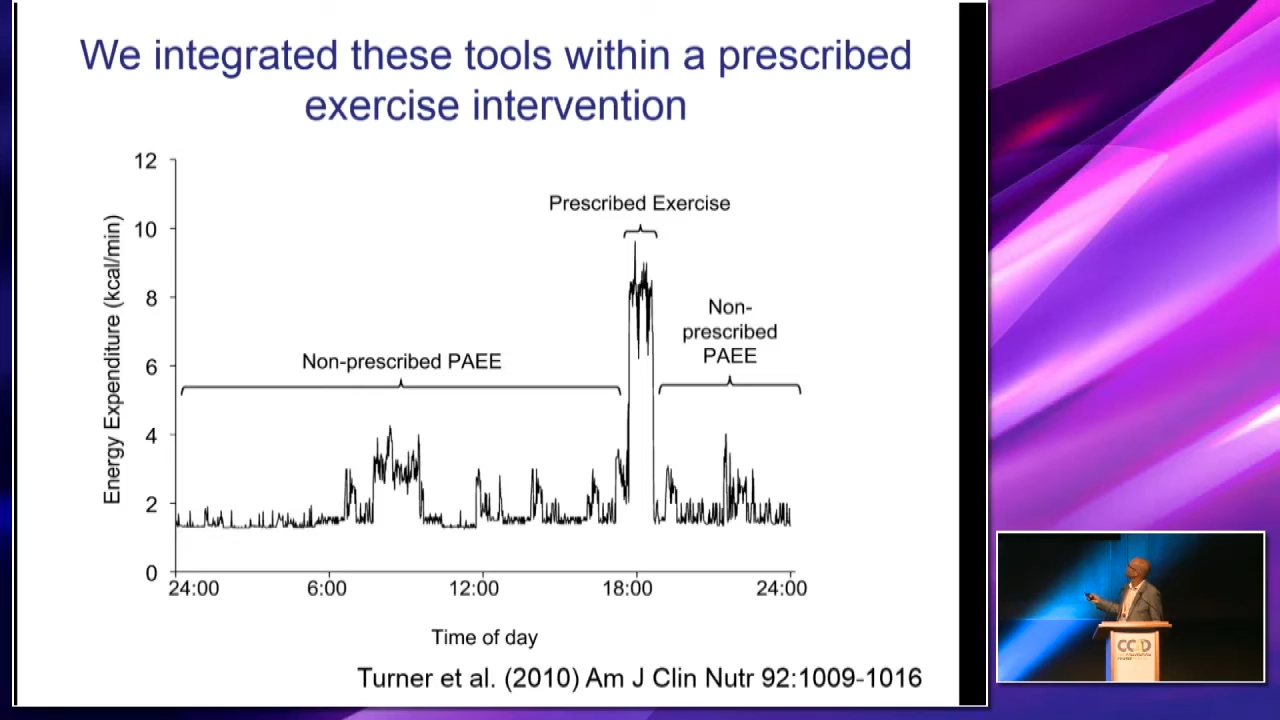 We integrated these tools within a prescribed
exercise intervention
12
10
8
6
4
2
0
Energy Expenditure (kcal/min)
Prescribed Exercise
Non-prescribed PAEE
Non-
prescribed
PAEE
24:00 6:00 12:00 18:00 24:00
Time of day
Turner et al. (2010) Am J Clin Nutr 92:1009-1016